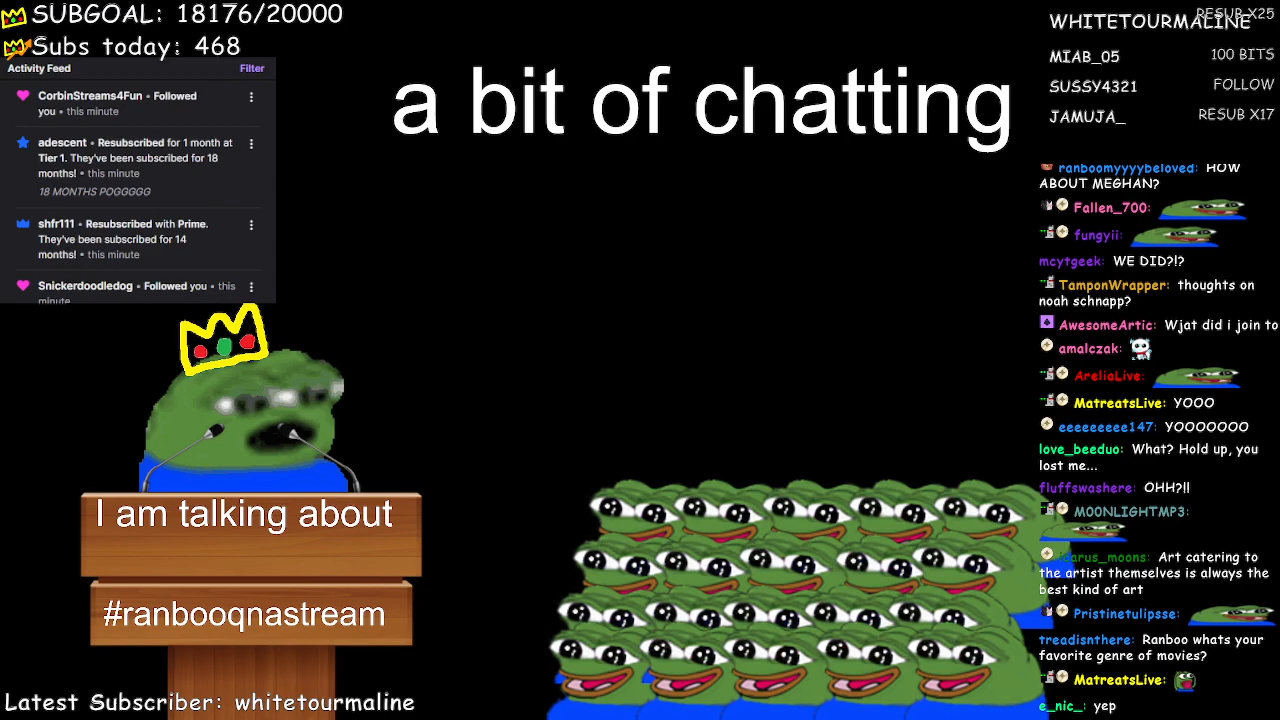 SUBGOAL: 18176/20000
Subs today: 468
Activity Feed
Filter
CorbinStreams4Fun • Followed
you • this minute
adescent • Resubscribed for 1 month at
Tier 1. They've been subscribed for 18
months! • this minute
18 MONTHS POGGGGG
shfr111 • Resubscribed with Prime.
They've been subscribed for 14
months! • this minute
Snickerdoodledog • Followed you • this
minute
a bit of chatting
RESUB X25
WHITETOURMALINE
MIAB_05 100 BITS
SUSSY4321 FOLLOW
JAMUJA_ RESUB X17
ranboomyyyybeloved: HOW
ABOUT MEGHAN?
Fallen_700:
fungyii:
mcytgeek: WE DID?!?
TamponWrapper: thoughts on
noah schnapp?
AwesomeArtic: Wjat did i join to
amalczak:
AreliaLive:
MatreatsLive: YOOO
eeeeeeeee147: YOOOOOOO
love_beeduo: What? Hold up, you
lost me...
fluffswashere: OHH?!!
M00NLIGHTMP3:
icarus_moons: Art catering to
the artist themselves is always the
best kind of art
Pristinetulipsse:
treadisnthere: Ranboo whats your
favorite genre of movies?
MatreatsLive:
e_nic_: yep
I am talking about
#ranbooqnastream
Latest Subscriber: whitetourmaline